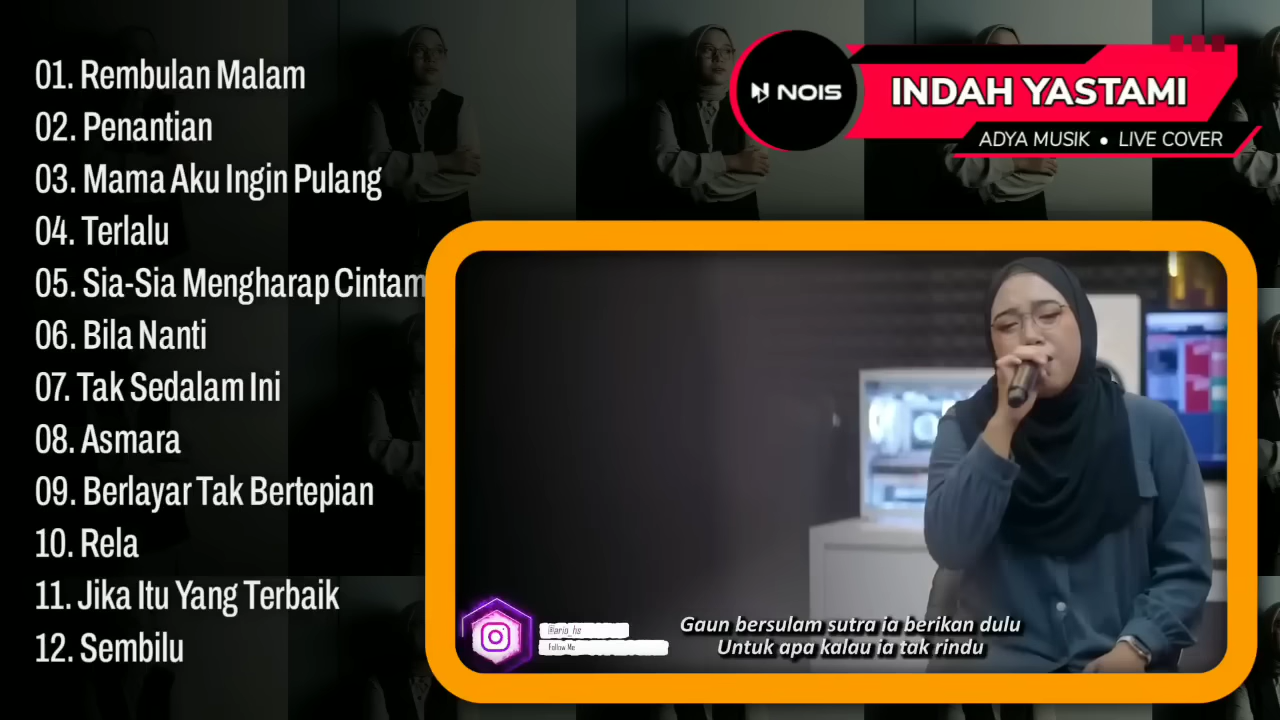 01. Rembulan Malam
02. Penantian
03. Mama Aku Ingin Pulang
04. Terlalu
05. Sia-Sia Mengharap Cintam
06. Bila Nanti
07. Tak Sedalam Ini
08. Asmara
09. Berlayar Tak Bertepian
10. Rela
11. Jika Itu Yang Terbaik
12. Sembilu
NOIS
INDAH YASTAMI
ADYA MUSIK • LIVE COVER
Gaun bersulam sutra ia berikan dulu
Untuk apa kalau ia tak rindu
@ario_hs
Follow Me